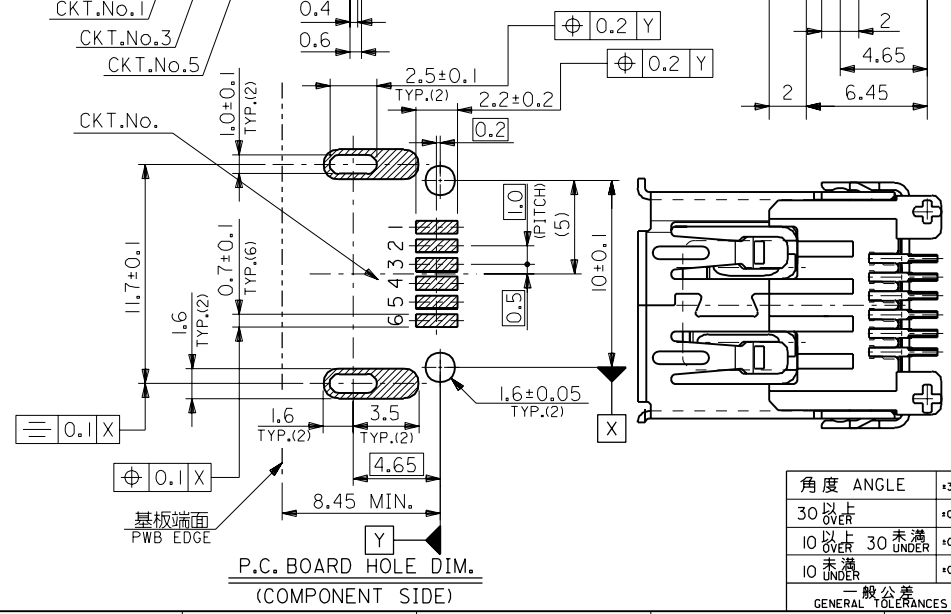 CKT.No.1
CKT.No.3
CKT.No.5
0.4
0.6
⌖ 0.2 Y
⌖ 0.2 Y
2
4.65
2
6.45
2.5±0.1
TYP.(2)
2.2±0.2
0.2
1.0±0.1
TYP.(2)
CKT.No.
1.0
(PITCH)
(5)
10±0.1
0.5
1
2
3
4
5
6
11.7±0.1
0.7±0.1
TYP.(6)
1.6
TYP.(2)
1.6±0.05
TYP.(2)
X
1.6
TYP.(2)
3.5
TYP.(2)
⌯ 0.1 X
⌖ 0.1 X
4.65
8.45 MIN.
基板端面
PWB EDGE
Y
P.C. BOARD HOLE DIM.
(COMPONENT SIDE)
角度 ANGLE
30 以上 OVER
10 以上 OVER 30 未満 UNDER
10 未満 UNDER
一般公差
GENERAL TOLERANCES